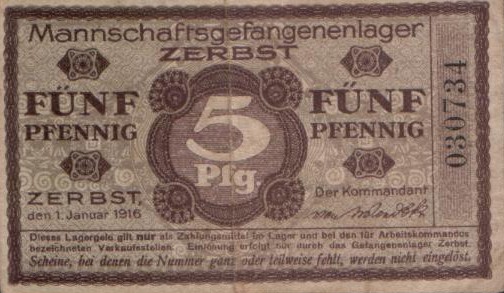 Mannschaftsgefangenenlager
ZERBST
FÜNF PFENNIG
5 Pfg.
FÜNF PFENNIG
030734
ZERBST,
den 1. Januar 1916
Der Kommandant
Dieses Lagergeld gilt nur als Zahlungsmittel im Lager und bei den für Arbeitskommandos
bezeichneten Verkaufsstellen. Einlösung erfolgt nur durch das Gefangenenlager Zerbst.
Scheine, bei denen die Nummer ganz oder teilweise fehlt, werden nicht eingelöst.